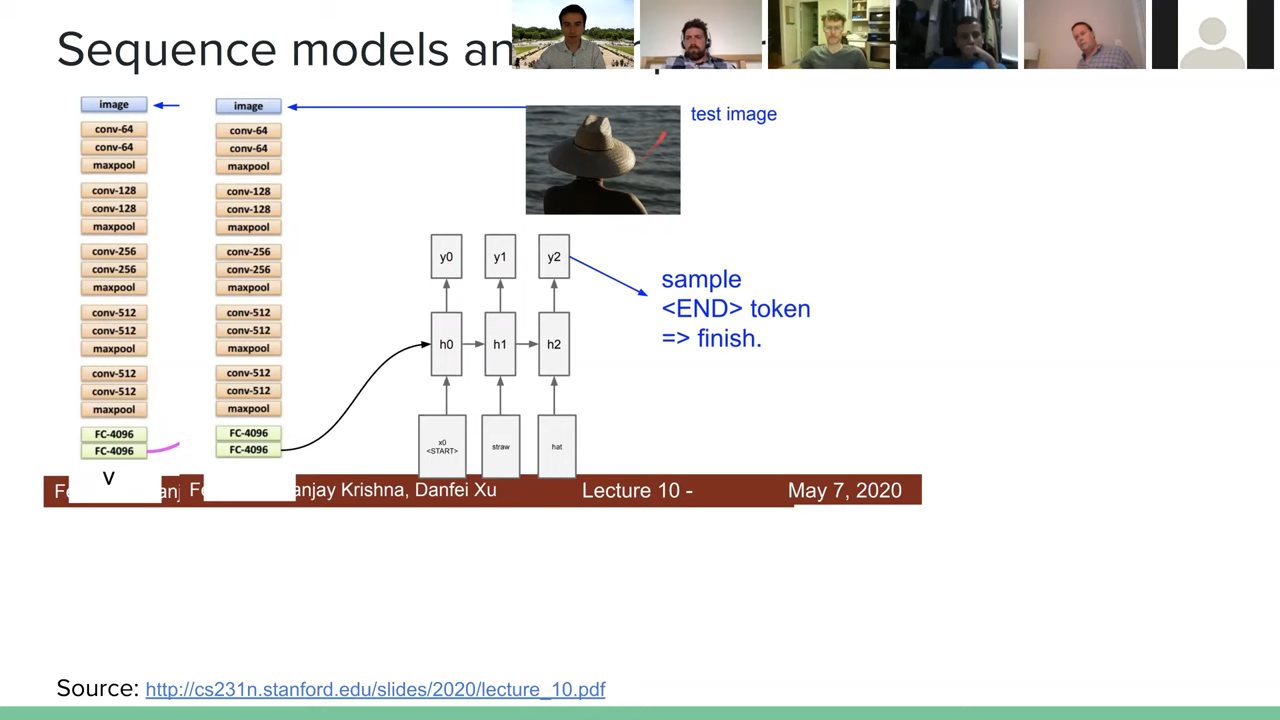 Sequence models an
image
conv-64
conv-64
maxpool
conv-128
conv-128
maxpool
conv-256
conv-256
maxpool
conv-512
conv-512
maxpool
conv-512
conv-512
maxpool
FC-4096
FC-4096
v
image
conv-64
conv-64
maxpool
conv-128
conv-128
maxpool
conv-256
conv-256
maxpool
conv-512
conv-512
maxpool
conv-512
conv-512
maxpool
FC-4096
FC-4096
test image
y0 y1 y2
h0 h1 h2
x0
<START>
straw
hat
sample
<END> token
=> finish.
anjay Krishna, Danfei Xu Lecture 10 - May 7, 2020
Source: http://cs231n.stanford.edu/slides/2020/lecture_10.pdf